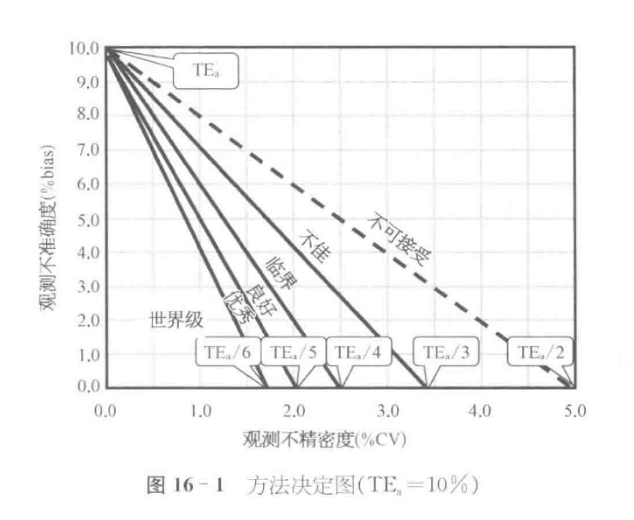 10.0
9.0
8.0
7.0
6.0
5.0
4.0
3.0
2.0
1.0
0.0
观测不准确度(%bias)
TEₐ
不可接受
不佳
临界
良好
优秀
世界级
TEₐ/6
TEₐ/5
TEₐ/4
TEₐ/3
TEₐ/2
0.0 1.0 2.0 3.0 4.0 5.0
观测不精密度(%CV)
图 16-1 方法决定图(TEₐ=10%)